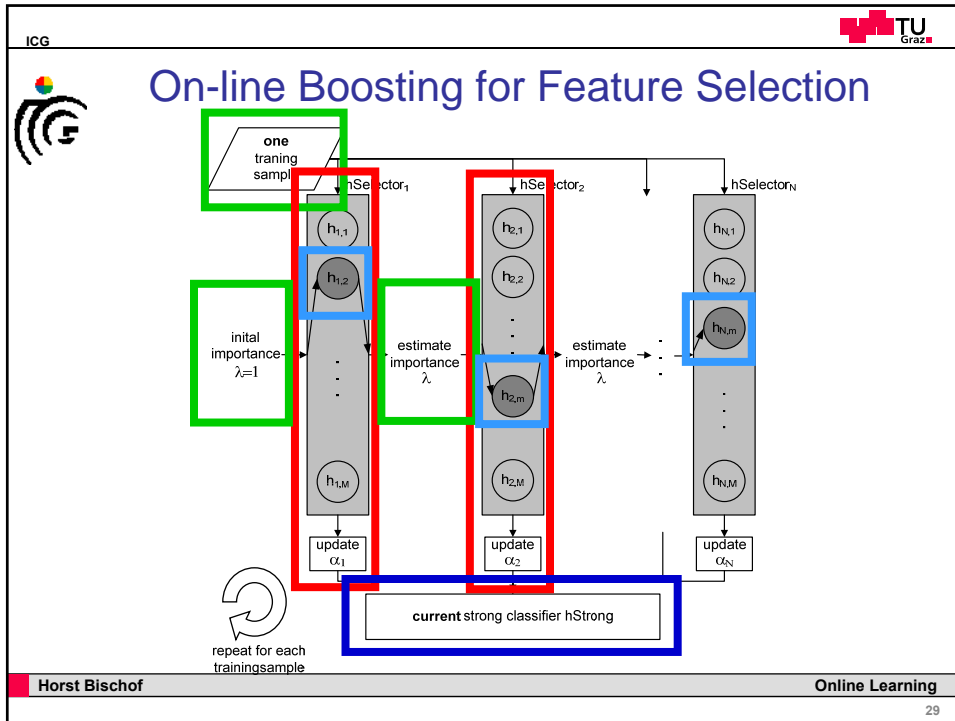 ICG
TU
Graz
On-line Boosting for Feature Selection
one
traning
sampl
hSelector₁
hSelector₂
hSelectorN
h₁,₁
h₂,₁
hN,₁
h₁,₂
h₂,₂
hN,₂
hN,m
inital
importance
λ=1
estimate
importance
λ
estimate
importance
λ
h₂,m
h₁,M
h₂,M
hN,M
update
α₁
update
α₂
update
αN
current strong classifier hStrong
repeat for each
trainingsample
Horst Bischof
Online Learning
29